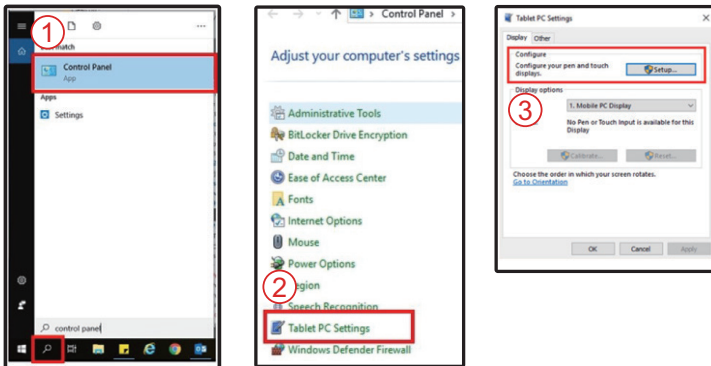 1
match
Control Panel
App
Apps
Settings
control panel
Control Panel
Adjust your computer's settings
Administrative Tools
BitLocker Drive Encryption
Date and Time
Ease of Access Center
Fonts
Internet Options
Mouse
Power Options
2
egion
Speech Recognition
Tablet PC Settings
Windows Defender Firewall
Tablet PC Settings
Display Other
Configure
Configure your pen and touch
displays.
Setup...
Display options
3
1. Mobile PC Display
No Pen or Touch Input is available for this
Display
Calibrate... Reset...
Choose the order in which your screen rotates.
Go to Orientation
OK Cancel Apply